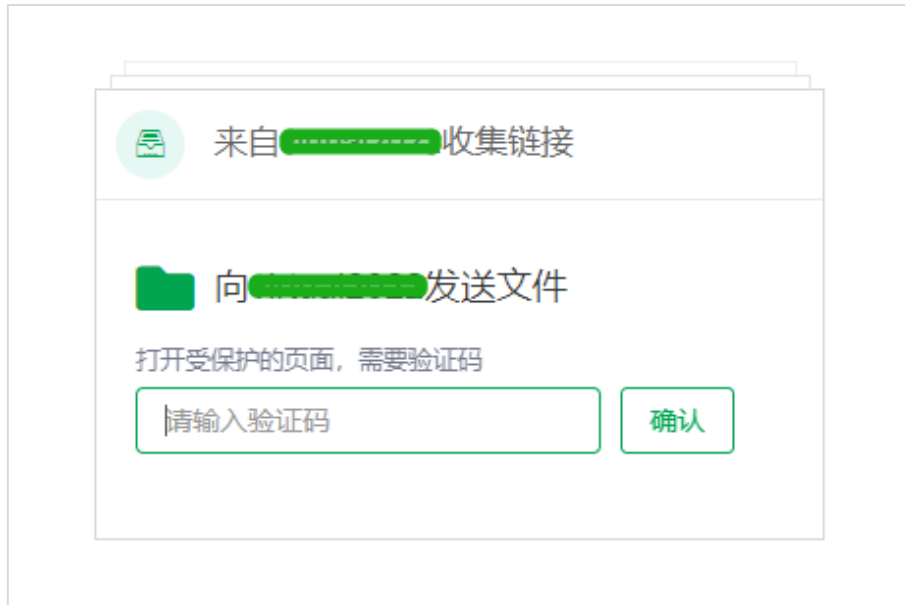 来自收集链接
向发送文件
打开受保护的页面，需要验证码
请输入验证码
确认